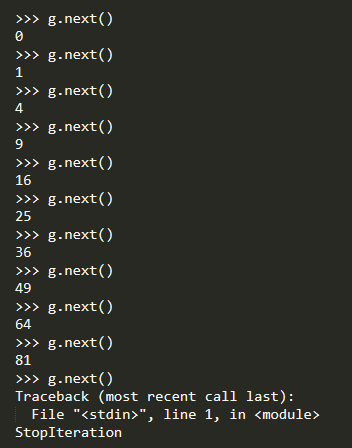 >>> g.next()
0
>>> g.next()
1
>>> g.next()
4
>>> g.next()
9
>>> g.next()
16
>>> g.next()
25
>>> g.next()
36
>>> g.next()
49
>>> g.next()
64
>>> g.next()
81
>>> g.next()
Traceback (most recent call last):
  File "<stdin>", line 1, in <module>
StopIteration